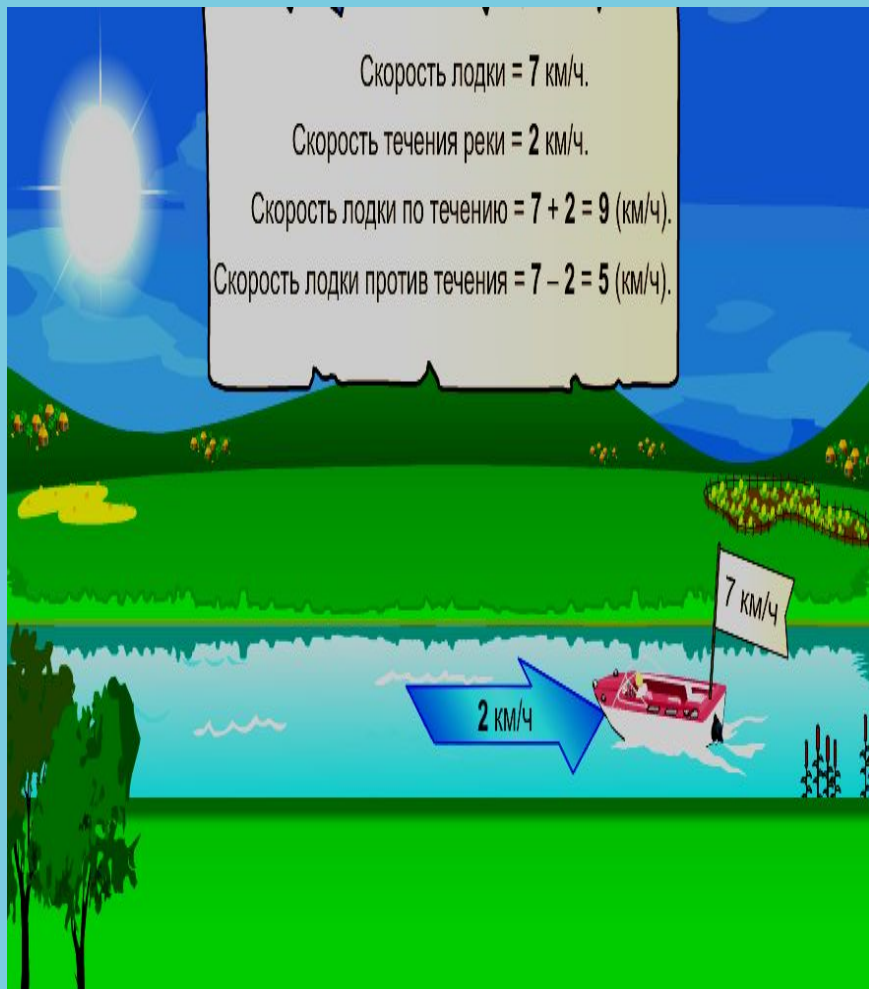 Скорость лодки = 7 км/ч.
Скорость течения реки = 2 км/ч.
Скорость лодки по течению = 7 + 2 = 9 (км/ч).
Скорость лодки против течения = 7 – 2 = 5 (км/ч).
7 км/ч
2 км/ч